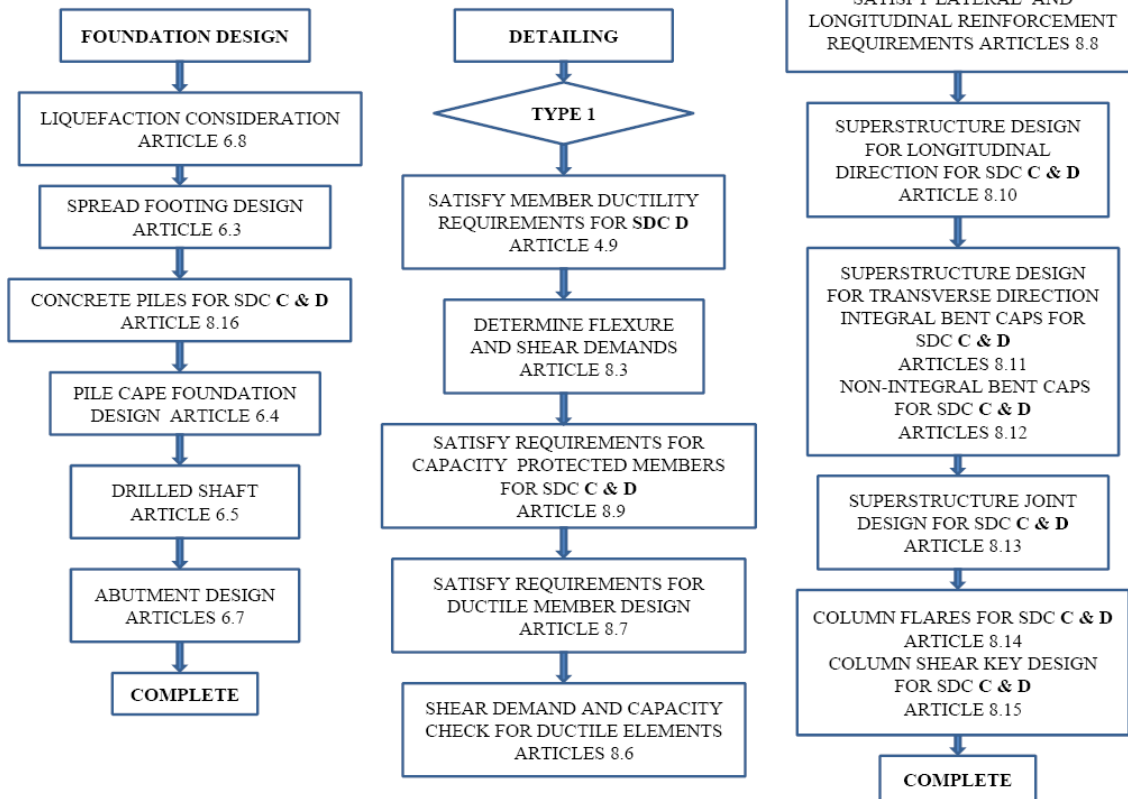 FOUNDATION DESIGN
LIQUEFACTION CONSIDERATION
ARTICLE 6.8
SPREAD FOOTING DESIGN
ARTICLE 6.3
CONCRETE PILES FOR SDC C & D
ARTICLE 8.16
PILE CAPE FOUNDATION
DESIGN ARTICLE 6.4
DRILLED SHAFT
ARTICLE 6.5
ABUTMENT DESIGN
ARTICLES 6.7
COMPLETE
DETAILING
TYPE 1
SATISFY MEMBER DUCTILITY
REQUIREMENTS FOR SDC D
ARTICLE 4.9
DETERMINE FLEXURE
AND SHEAR DEMANDS
ARTICLE 8.3
SATISFY REQUIREMENTS FOR
CAPACITY PROTECTED MEMBERS
FOR SDC C & D
ARTICLE 8.9
SATISFY REQUIREMENTS FOR
DUCTILE MEMBER DESIGN
ARTICLE 8.7
SHEAR DEMAND AND CAPACITY
CHECK FOR DUCTILE ELEMENTS
ARTICLES 8.6
SATISFY LATERAL AND
LONGITUDINAL REINFORCEMENT
REQUIREMENTS ARTICLES 8.8
SUPERSTRUCTURE DESIGN
FOR LONGITUDINAL
DIRECTION FOR SDC C & D
ARTICLE 8.10
SUPERSTRUCTURE DESIGN
FOR TRANSVERSE DIRECTION
INTEGRAL BENT CAPS FOR
SDC C & D
ARTICLES 8.11
NON-INTEGRAL BENT CAPS
FOR SDC C & D
ARTICLES 8.12
SUPERSTRUCTURE JOINT
DESIGN FOR SDC C & D
ARTICLE 8.13
COLUMN FLARES FOR SDC C & D
ARTICLE 8.14
COLUMN SHEAR KEY DESIGN
FOR SDC C & D
ARTICLE 8.15
COMPLETE